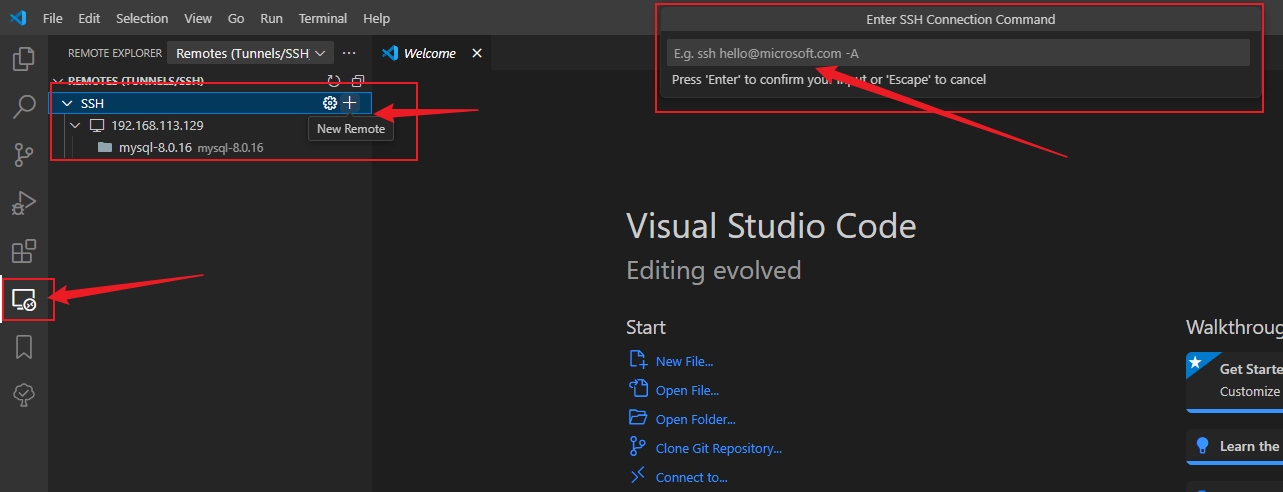 File Edit Selection View Go Run Terminal Help
Enter SSH Connection Command
E.g. ssh hello@microsoft.com -A
Press 'Enter' to confirm your input or 'Escape' to cancel
REMOTE EXPLORER Remotes (Tunnels/SSH) ...
Welcome
REMOTES (TUNNELS/SSH)
SSH
New Remote
192.168.113.129
mysql-8.0.16 mysql-8.0.16
Visual Studio Code
Editing evolved
Start
New File...
Open File...
Open Folder...
Clone Git Repository...
Connect to...
Walkthroug
Get Starte
Customize
Learn the